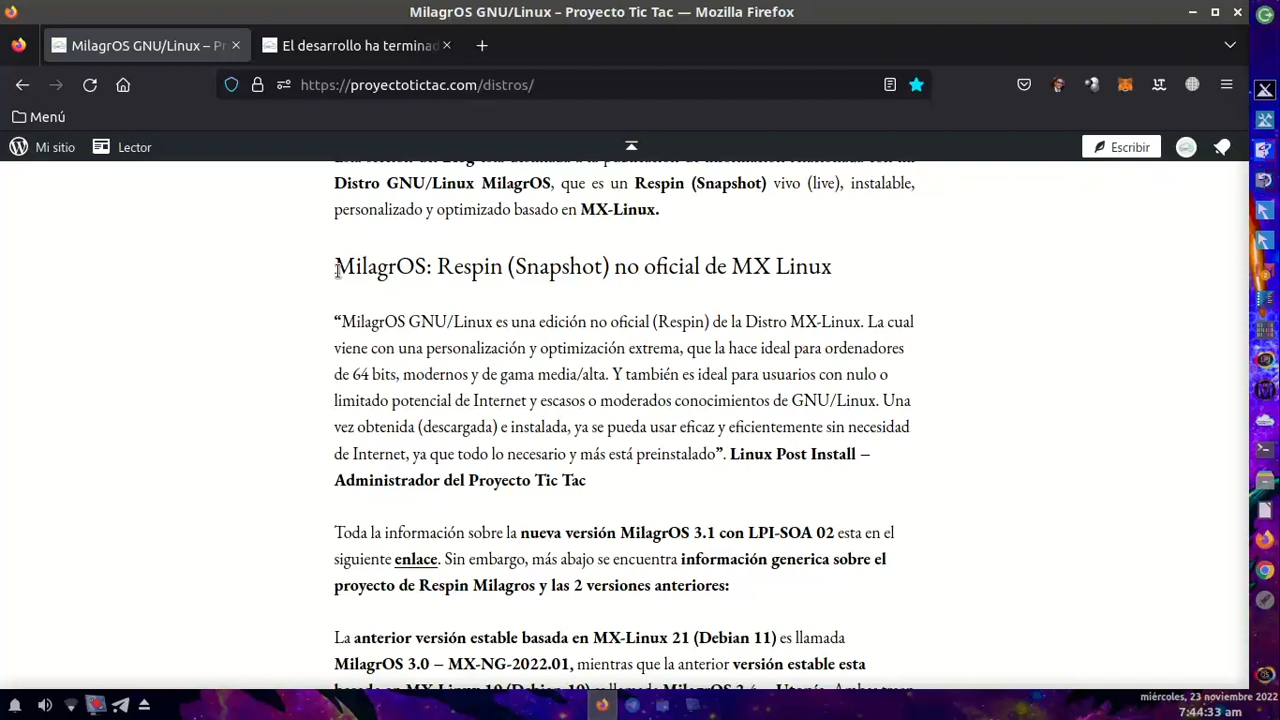 MilagrOS GNU/Linux – Proyecto Tic Tac — Mozilla Firefox
MilagrOS GNU/Linux – Pr
El desarrollo ha terminad
https://proyectotictac.com/distros/
Menú
Mi sitio
Lector
Escribir
Distro GNU/Linux MilagrOS, que es un Respin (Snapshot) vivo (live), instalable,
personalizado y optimizado basado en MX-Linux.
MilagrOS: Respin (Snapshot) no oficial de MX Linux
“MilagrOS GNU/Linux es una edición no oficial (Respin) de la Distro MX-Linux. La cual
viene con una personalización y optimización extrema, que la hace ideal para ordenadores
de 64 bits, modernos y de gama media/alta. Y también es ideal para usuarios con nulo o
limitado potencial de Internet y escasos o moderados conocimientos de GNU/Linux. Una
vez obtenida (descargada) e instalada, ya se pueda usar eficaz y eficientemente sin necesidad
de Internet, ya que todo lo necesario y más está preinstalado”. Linux Post Install –
Administrador del Proyecto Tic Tac
Toda la información sobre la nueva versión MilagrOS 3.1 con LPI-SOA 02 esta en el
siguiente enlace. Sin embargo, más abajo se encuentra información generica sobre el
proyecto de Respin Milagros y las 2 versiones anteriores:
La anterior versión estable basada en MX-Linux 21 (Debian 11) es llamada
MilagrOS 3.0 – MX-NG-2022.01, mientras que la anterior versión estable esta
miércoles, 23 noviembre 2022
7:44:33 am